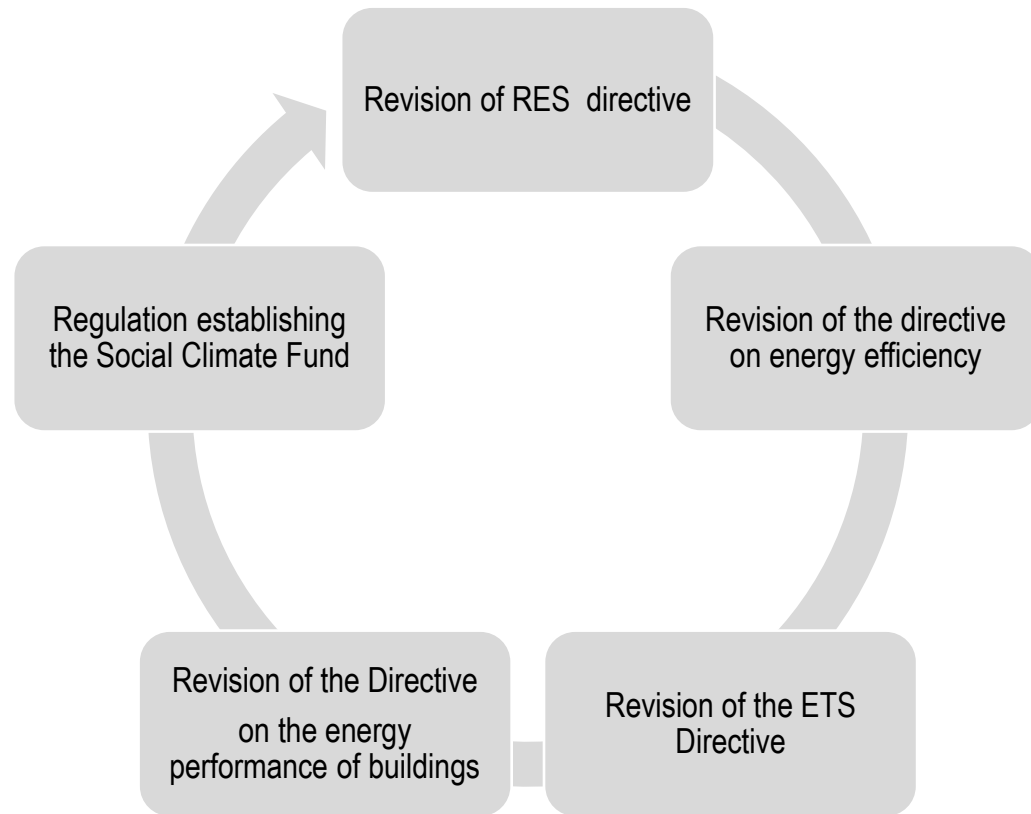 Revision of RES directive
Revision of the directive
on energy efficiency
Revision of the ETS
Directive
Revision of the Directive
on the energy
performance of buildings
Regulation establishing
the Social Climate Fund